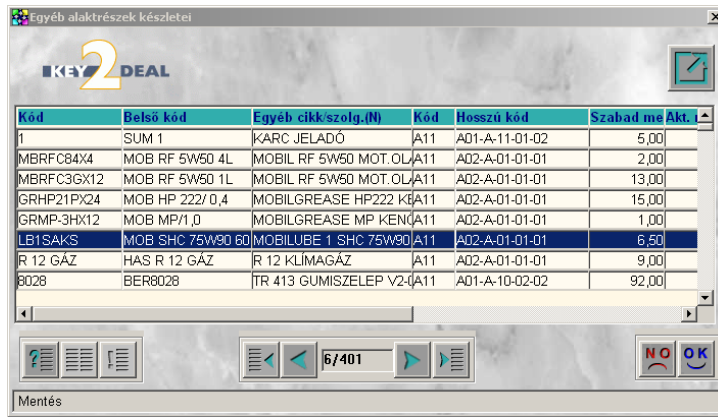 Egyéb alaktrészek készletei
KEY2DEAL
Kód Belső kód Egyéb cikk/szolg.(N) Kód Hosszú kód Szabad me Akt.
1 SUM 1 KARC JELADÓ A11 A01-A-11-01-02 5,00
MBRFC84X4 MOB RF 5W50 4L MOBIL RF 5W50 MOT.OL A11 A02-A-01-01-01 2,00
MBRFC3GX12 MOB RF 5W50 1L MOBIL RF 5W50 MOT.OL A11 A02-A-01-01-01 13,00
GRHP21PX24 MOB HP 222/ 0,4 MOBILGREASE HP222 KE A11 A02-A-01-01-01 15,00
GRMP-3HX12 MOB MP/1,0 MOBILGREASE MP KEN A11 A02-A-01-01-01 1,00
LB1SAKS MOB SHC 75W90 60 MOBILUBE 1 SHC 75W90 A11 A02-A-01-01-01 6,50
R 12 GÁZ HAS R 12 GÁZ R 12 KLÍMAGÁZ A11 A02-A-01-01-01 9,00
8028 BER8028 TR 413 GUMISZELEP V2- A11 A01-A-10-02-02 92,00
6/401
NO OK
Mentés